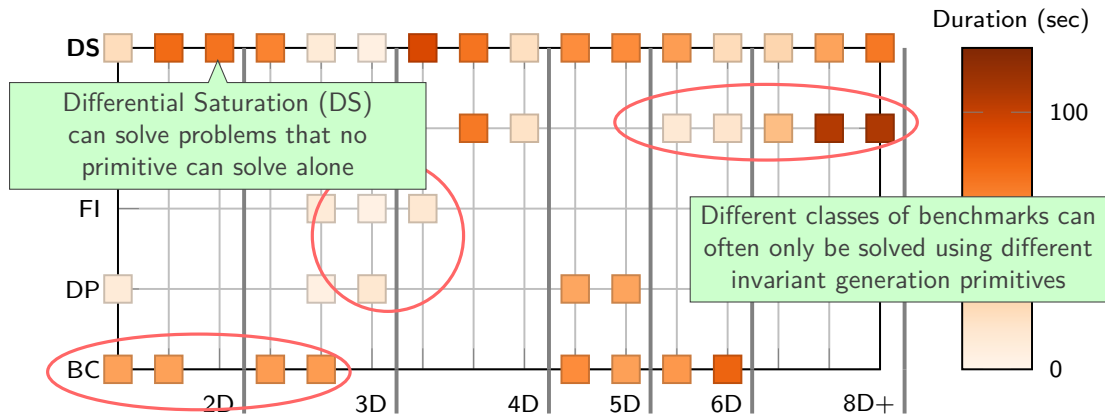 Duration (sec)
DS
Differential Saturation (DS)
can solve problems that no
primitive can solve alone
100
FI
Different classes of benchmarks can
often only be solved using different
invariant generation primitives
DP
BC
0
2D
3D
4D
5D
6D
8D+